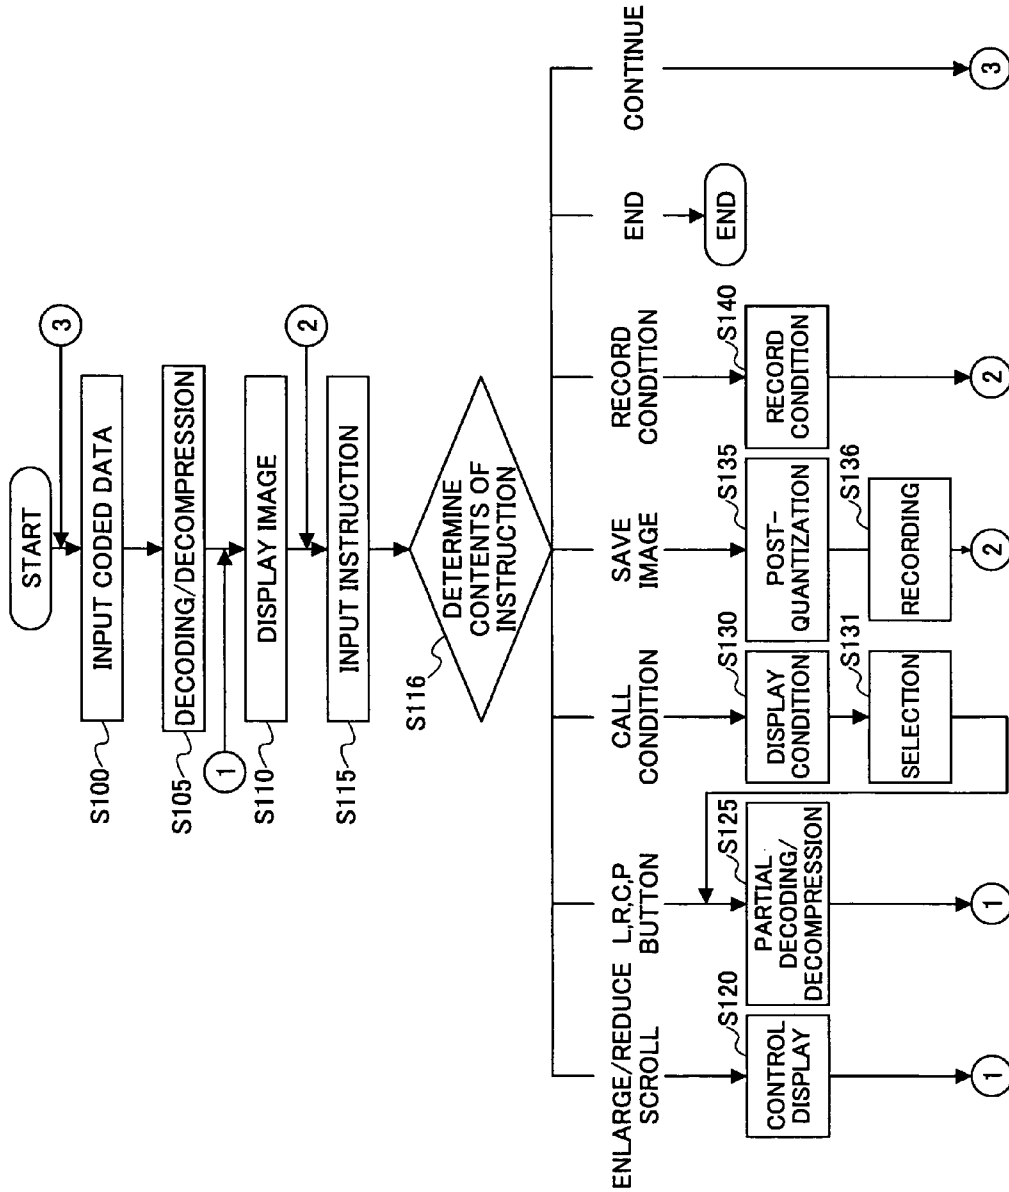 START
3
INPUT CODED DATA
S100
DECODING/DECOMPRESSION
S105
1
DISPLAY IMAGE
S110
2
INPUT INSTRUCTION
S115
DETERMINE
CONTENTS OF
INSTRUCTION
S116
ENLARGE/REDUCE
SCROLL
S120
CONTROL
DISPLAY
1
L,R,C,P
BUTTON
S125
PARTIAL
DECODING/
DECOMPRESSION
1
CALL
CONDITION
S130
DISPLAY
CONDITION
S131
SELECTION
SAVE
IMAGE
S135
POST-
QUANTIZATION
S136
RECORDING
2
RECORD
CONDITION
S140
RECORD
CONDITION
2
END
END
CONTINUE
3